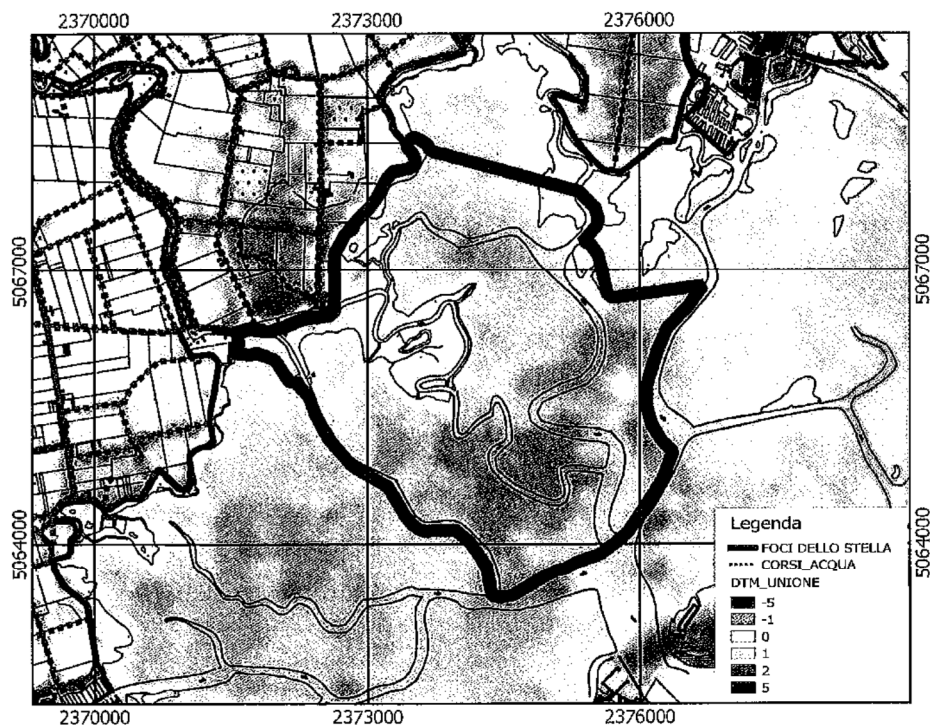 2370000 2373000 2376000
5067000 5067000
5064000 5064000
Legenda
FOCI DELLO STELLA
CORSI_ACQUA
DTM_UNIONE
-5
-1
0
1
2
5
2370000 2373000 2376000